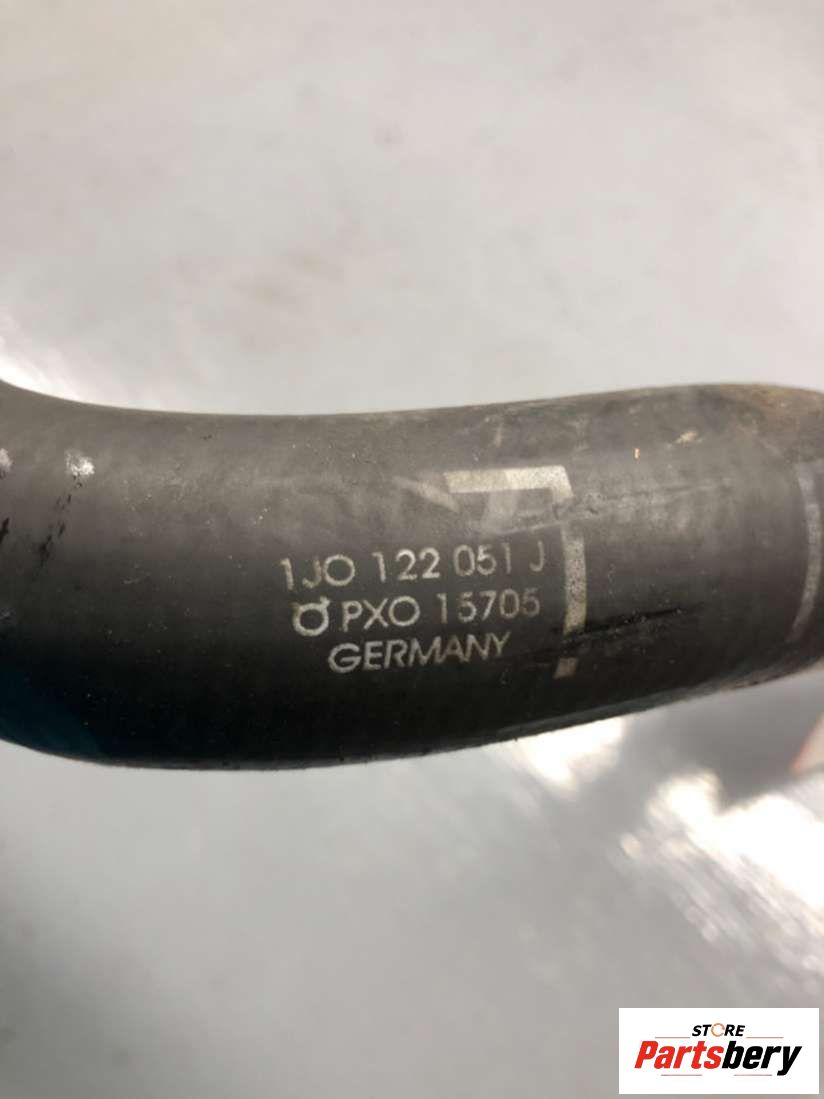 1JO 122 051 J
PXO 15705
GERMANY
STORE
Partsbery